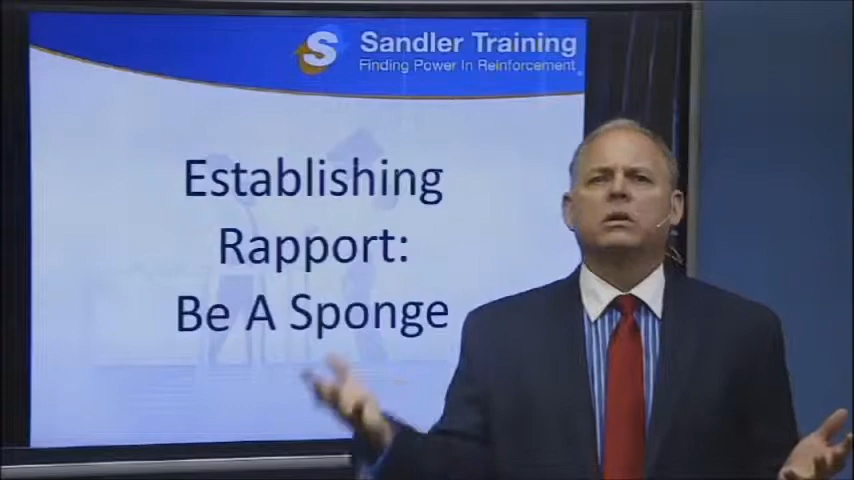 S
Sandler Training
Finding Power In Reinforcement.
Establishing
Rapport:
Be A Sponge